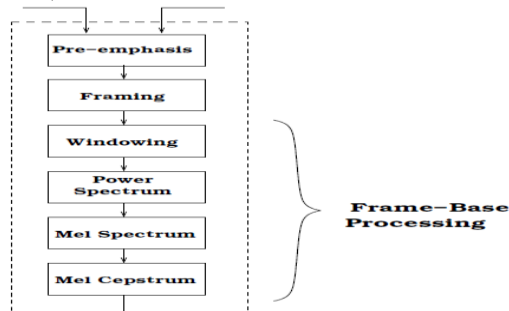 Pre-emphasis
Framing
Windowing
Power
Spectrum
Mel Spectrum
Mel Cepstrum
Frame-Base
Processing